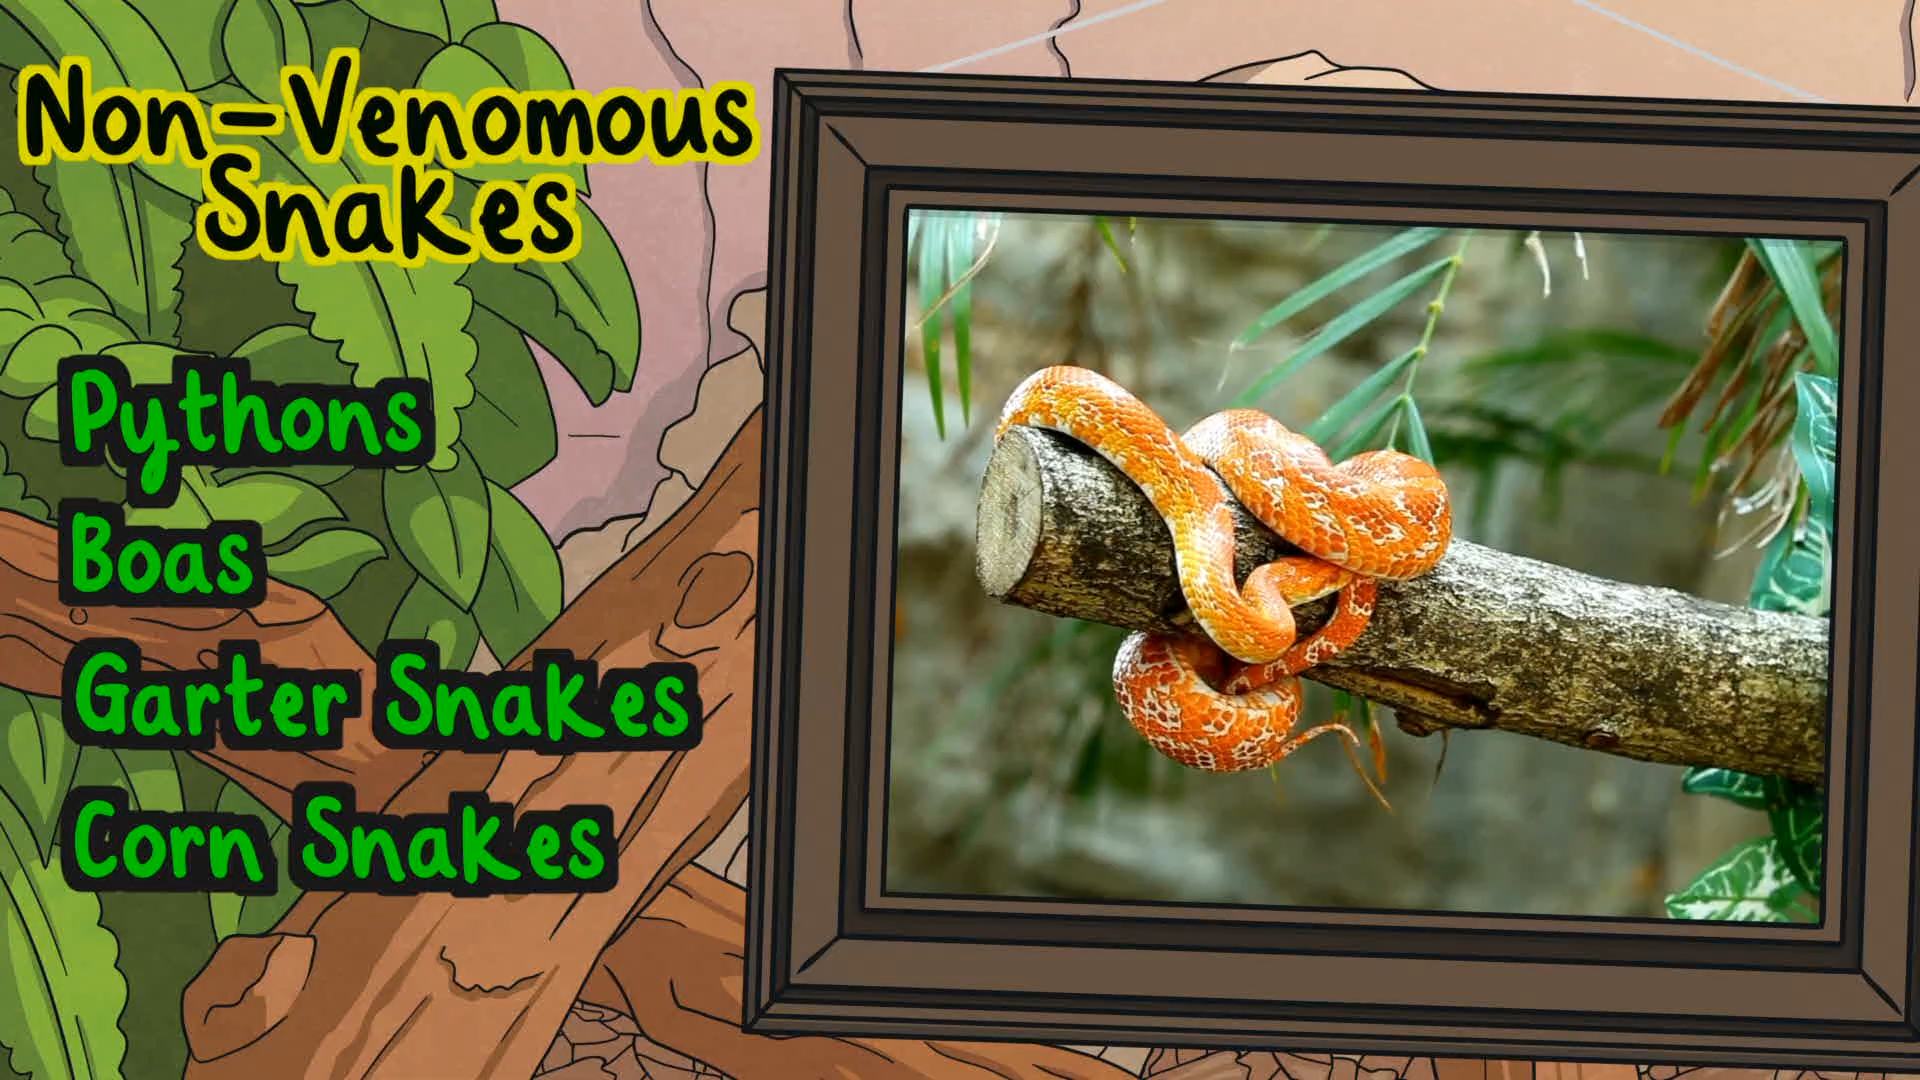 Non-Venomous
Snakes
Pythons
Boas
Garter Snakes
Corn Snakes